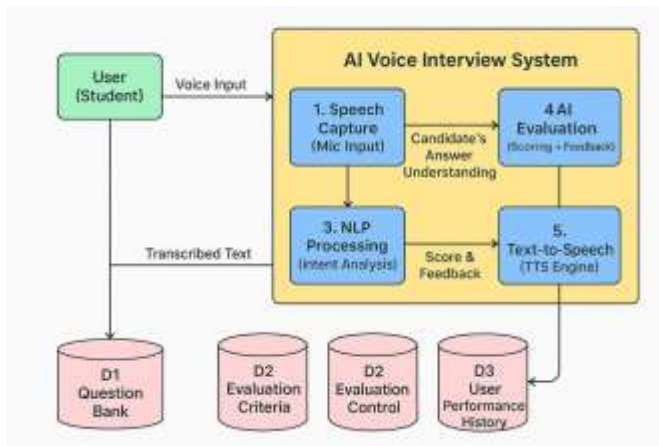 AI Voice Interview System
User
(Student)
Voice Input
1. Speech
Capture
(Mic Input)
Candidate's
Answer
Understanding
4 AI
Evaluation
(Scoring + Feedback)
3. NLP
Processing
(Intent Analysis)
Score &
Feedback
5.
Text-to-Speech
(TTS Engine)
Transcribed Text
D1
Question
Bank
D2
Evaluation
Criteria
D2
Evaluation
Control
D3
User
Performance
History